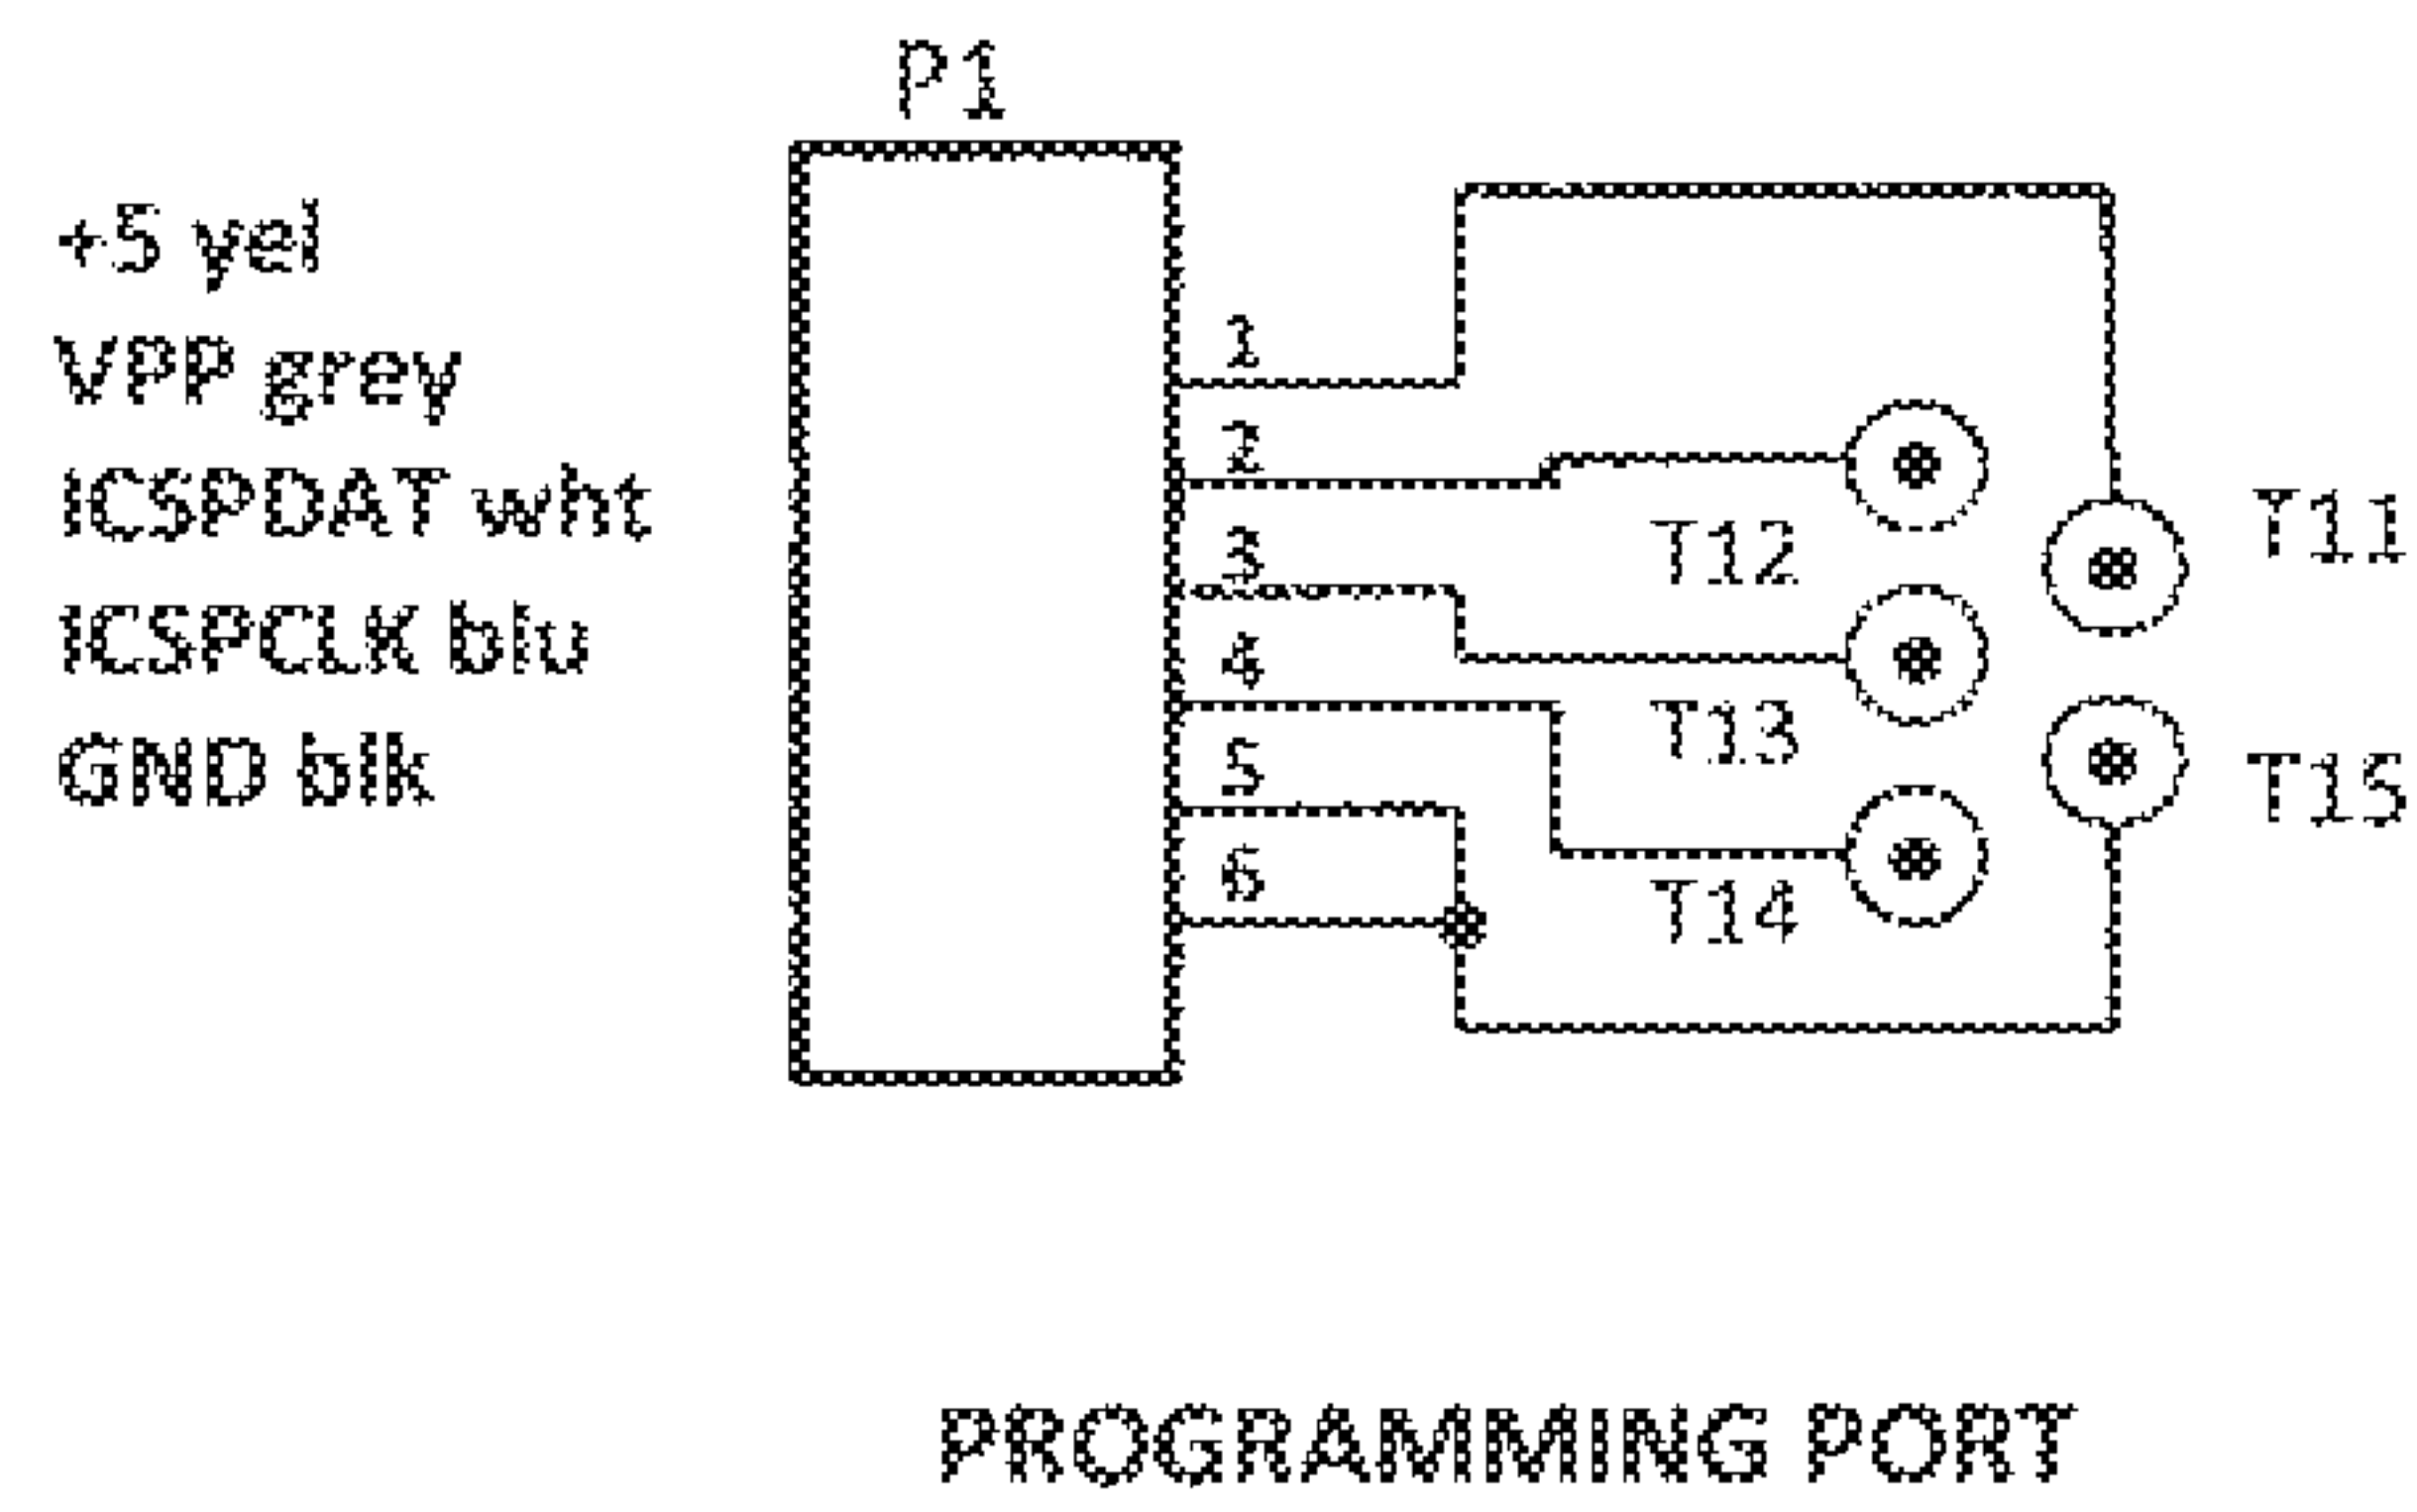 P1
+5 yel
VPP grey
ICSPDAT wht
ICSPCLK blu
GND blk
1
2
3
4
5
6
T12
T11
T13
T15
T14
PROGRAMMING PORT